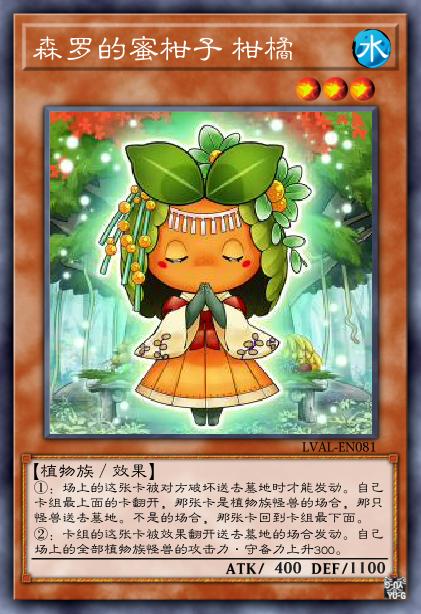 森罗的蜜柑子 柑橘
水
LVAL-EN081
【植物族／效果】
①：场上的这张卡被对方破坏送去墓地时才能发动。自己
卡组最上面的卡翻开，那张卡是植物族怪兽的场合，那只
怪兽送去墓地。不是的场合，那张卡回到卡组最下面。
②：卡组的这张卡被效果翻开送去墓地的场合发动。自己
场上的全部植物族怪兽的攻击力·守备力上升300。
ATK/ 400 DEF/1100